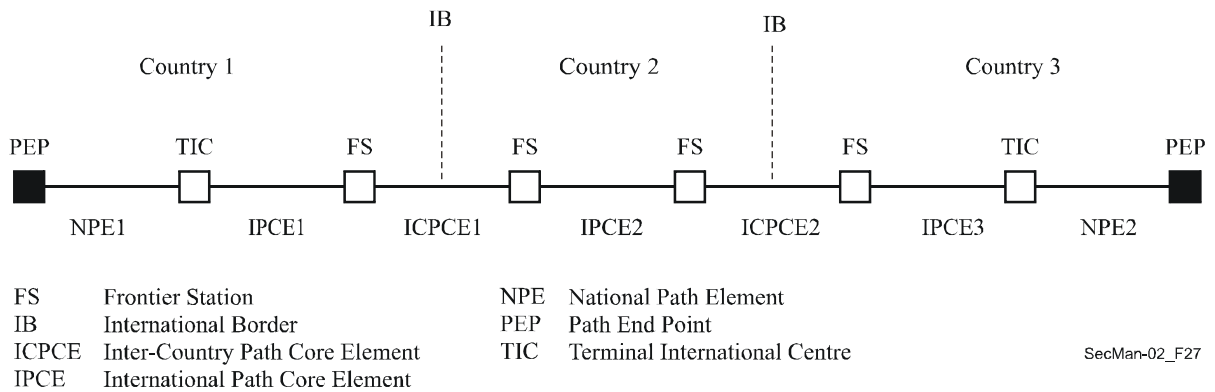 IB IB
Country 1 Country 2 Country 3
PEP TIC FS FS FS FS TIC PEP
NPE1 IPCE1 ICPCE1 IPCE2 ICPCE2 IPCE3 NPE2
FS Frontier Station
IB International Border
ICPCE Inter-Country Path Core Element
IPCE International Path Core Element
NPE National Path Element
PEP Path End Point
TIC Terminal International Centre
SecMan-02_F27